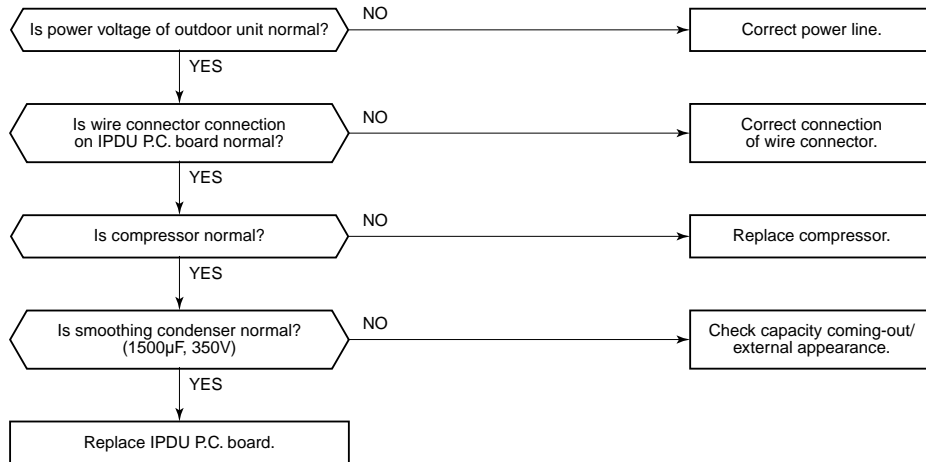 Is power voltage of outdoor unit normal?
NO
Correct power line.
YES
Is wire connector connection
on IPDU P.C. board normal?
NO
Correct connection
of wire connector.
YES
Is compressor normal?
NO
Replace compressor.
YES
Is smoothing condenser normal?
(1500µF, 350V)
NO
Check capacity coming-out/
external appearance.
YES
Replace IPDU P.C. board.